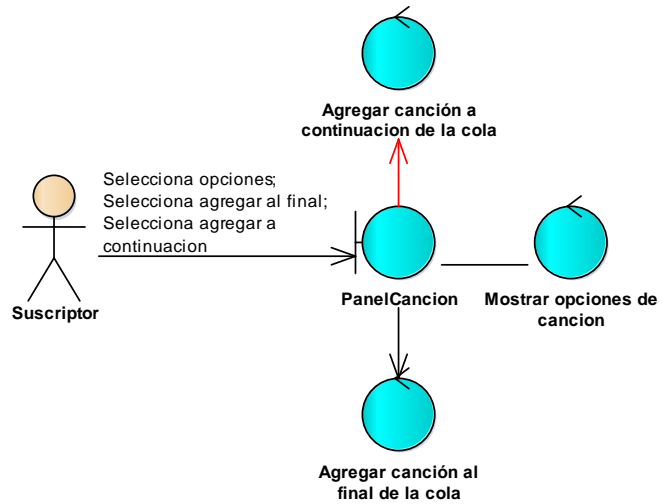 Agregar canción a
continuacion de la cola
Selecciona opciones;
Selecciona agregar al final;
Selecciona agregar a
continuacion
Suscriptor
PanelCancion
Mostrar opciones de
cancion
Agregar canción al
final de la cola